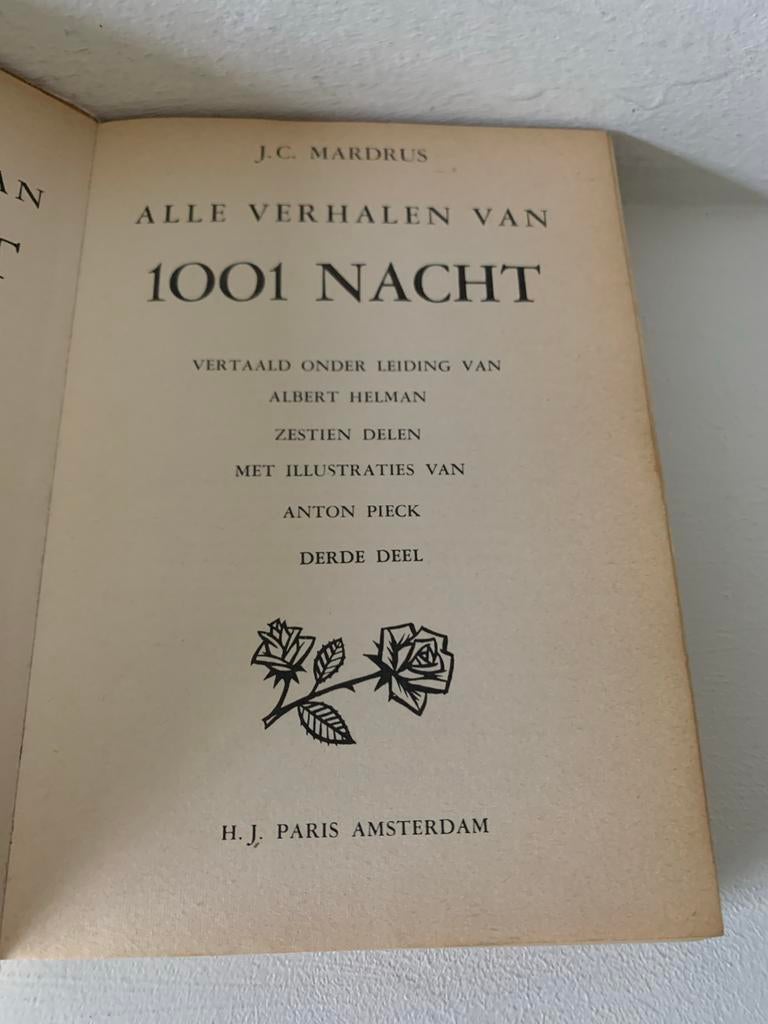 J.C. MARDRUS
ALLE VERHALEN VAN
1001 NACHT
VERTAALD ONDER LEIDING VAN
ALBERT HELMAN
ZESTIEN DELEN
MET ILLUSTRATIES VAN
ANTON PIECK
DERDE DEEL
H. J. PARIS AMSTERDAM